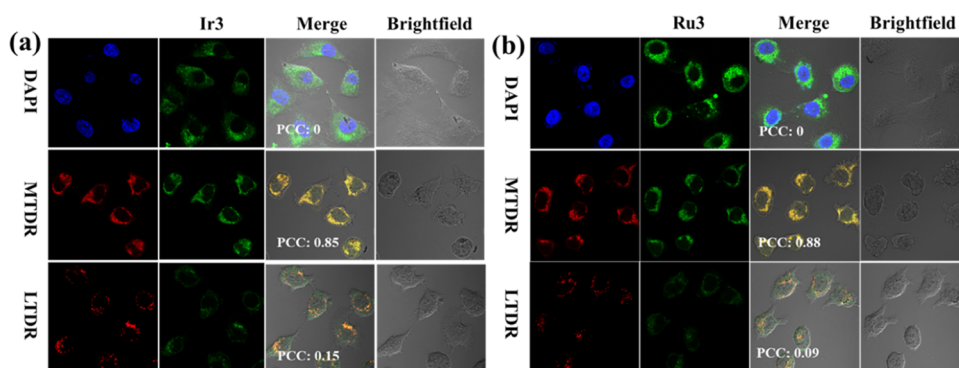 (a)
Ir3 Merge Brightfield
DAPI
PCC: 0
MTDR
PCC: 0.85
LTDR
PCC: 0.15
(b)
Ru3 Merge Brightfield
DAPI
PCC: 0
MTDR
PCC: 0.88
LTDR
PCC: 0.09